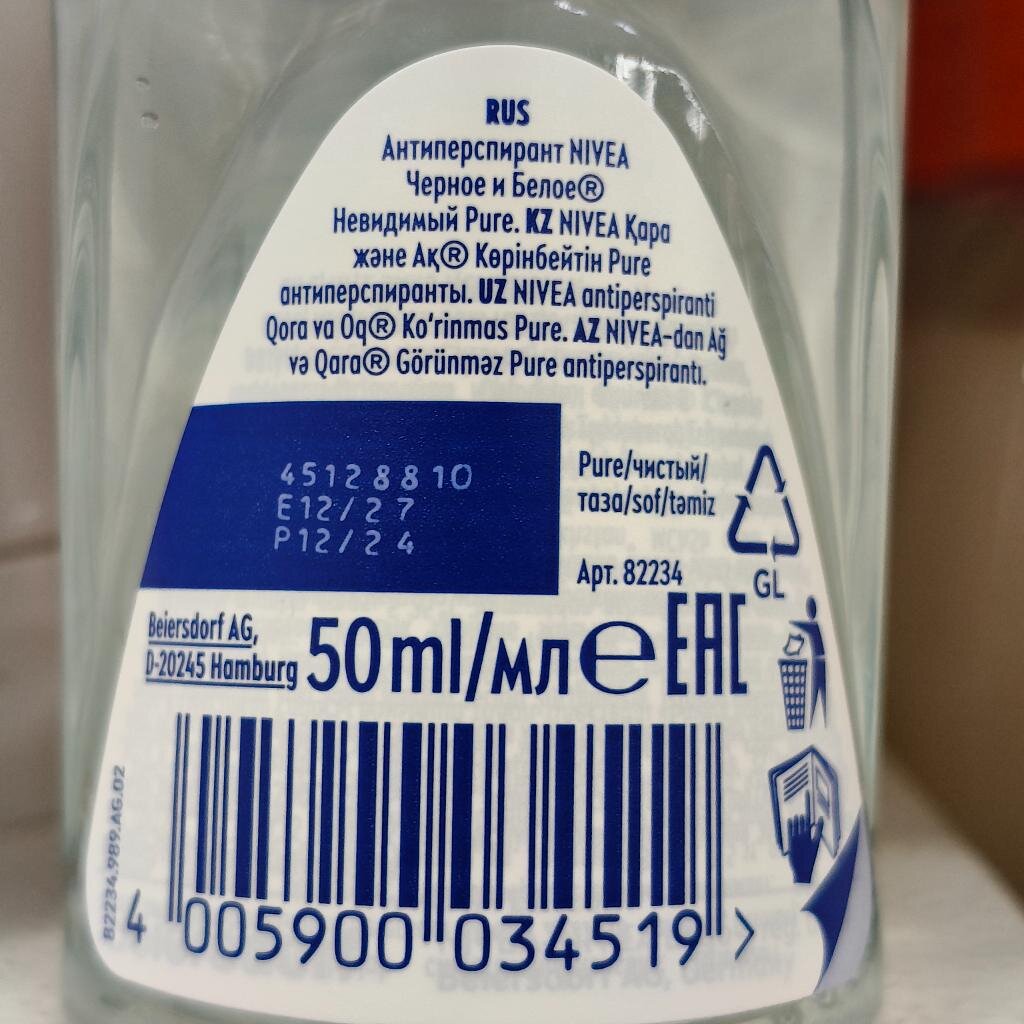 RUS
Антиперспирант NIVEA
Черное и Белое®
Невидимый Pure. KZ NIVEA Қара
және Ақ® Көрінбейтін Pure
антиперспиранты. UZ NIVEA antiperspiranti
Qora va Oq® Ko‘rinmas Pure. AZ NIVEA-dan Ağ
və Qara® Görünməz Pure antiperspirantı.
45128810
E12/27
P12/24
Pure/чистый/
таза/sof/təmiz
Арт. 82234
GL
Beiersdorf AG,
D-20245 Hamburg
50 ml/мл e EAC
82234.989.AG.02
4 005900 034519 >